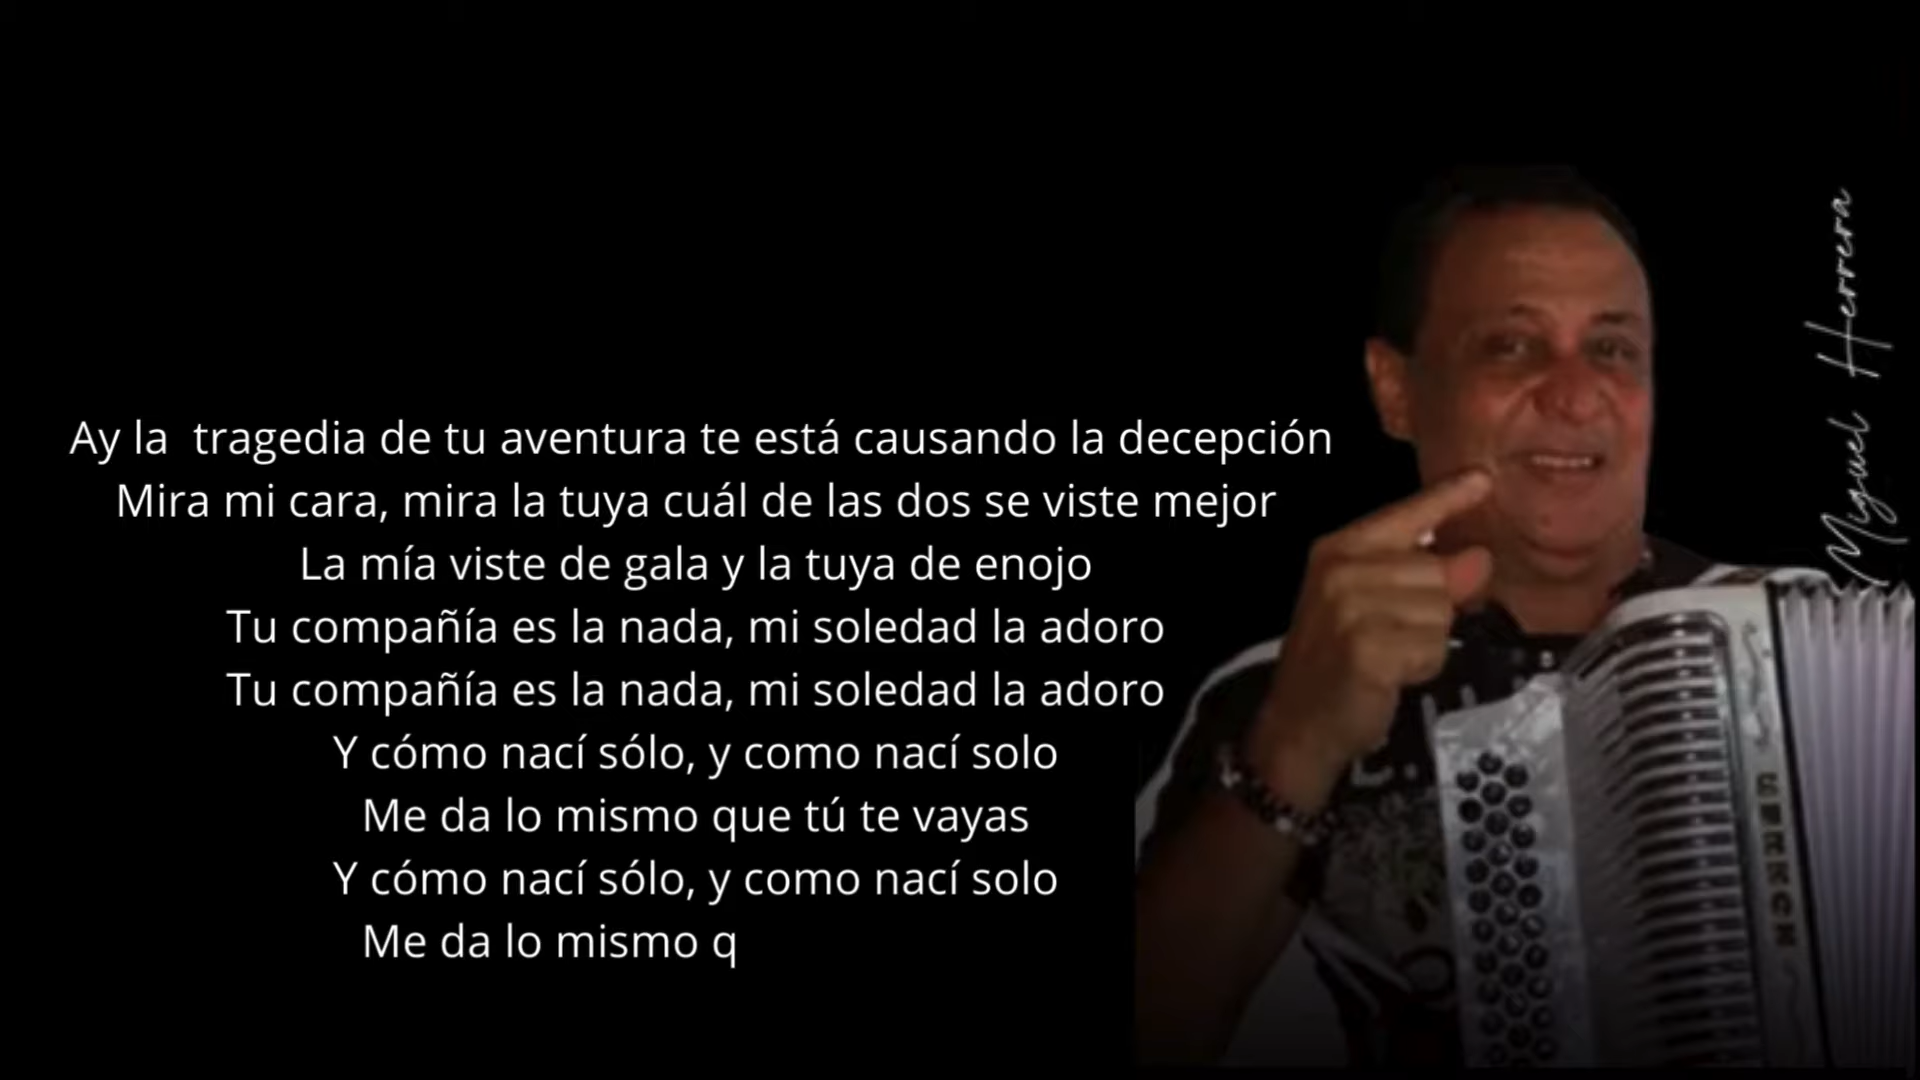 Ay la  tragedia de tu aventura te está causando la decepción
Mira mi cara, mira la tuya cuál de las dos se viste mejor
La mía viste de gala y la tuya de enojo
Tu compañía es la nada, mi soledad la adoro
Tu compañía es la nada, mi soledad la adoro
Y cómo nací sólo, y como nací solo
Me da lo mismo que tú te vayas
Y cómo nací sólo, y como nací solo
Me da lo mismo q
Miguel Herrera